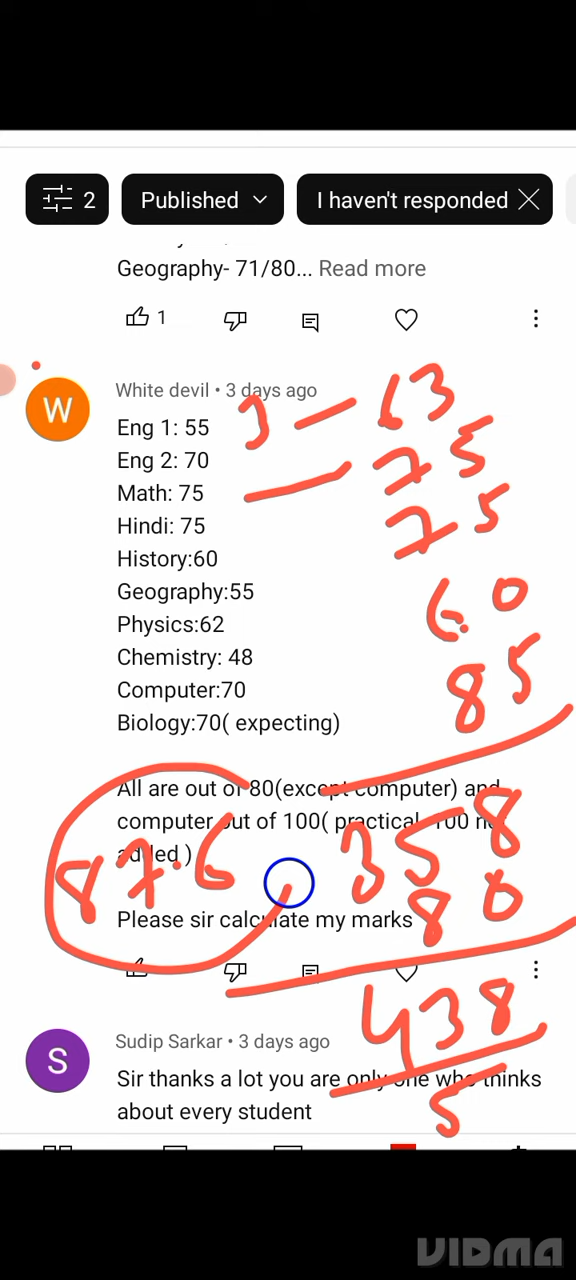 2
Published
I haven't responded
Geography- 71/80... Read more
1
White devil • 3 days ago
Eng 1: 55
3 — 63
Eng 2: 70
— 75
Math: 75
Hindi: 75
75
History:60
Geography:55
60
Physics:62
Chemistry: 48
85
Computer:70
Biology:70( expecting)
All are out of 80(except computer) and
computer out of 100( practical 100 not
added )
358
87.6
80
Please sir calculate my marks
438
5
Sudip Sarkar • 3 days ago
Sir thanks a lot you are only one who thinks
about every student
W
S
VIDMA